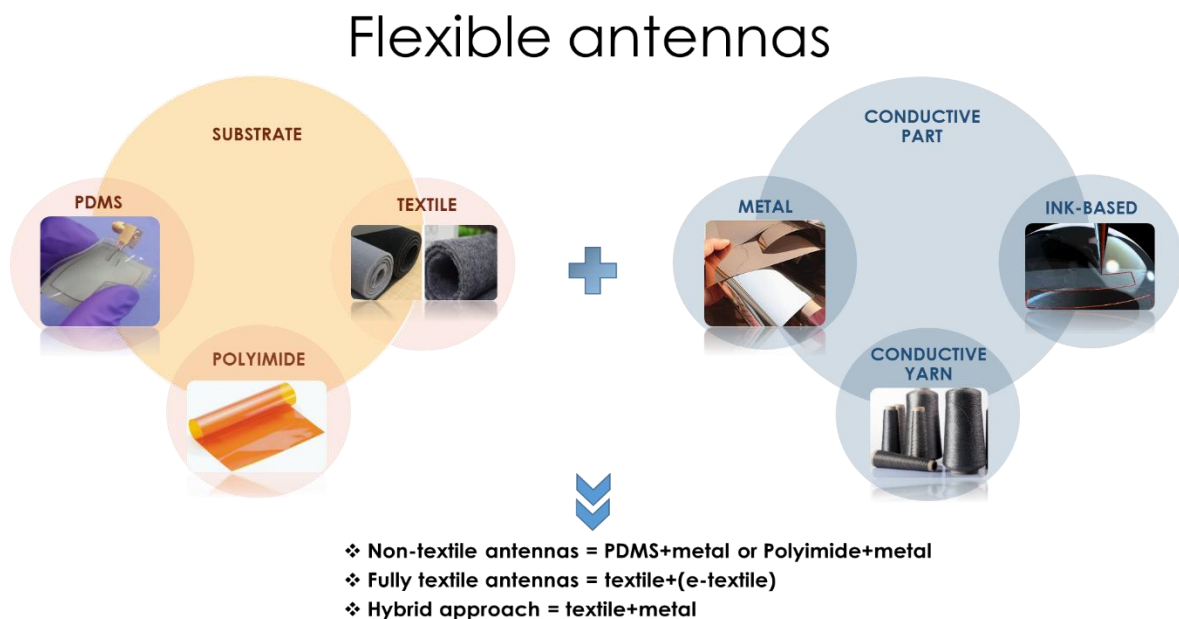 Flexible antennas
SUBSTRATE
PDMS
TEXTILE
POLYIMIDE
CONDUCTIVE
PART
METAL
INK-BASED
CONDUCTIVE
YARN
❖ Non-textile antennas = PDMS+metal or Polyimide+metal
❖ Fully textile antennas = textile+(e-textile)
❖ Hybrid approach = textile+metal